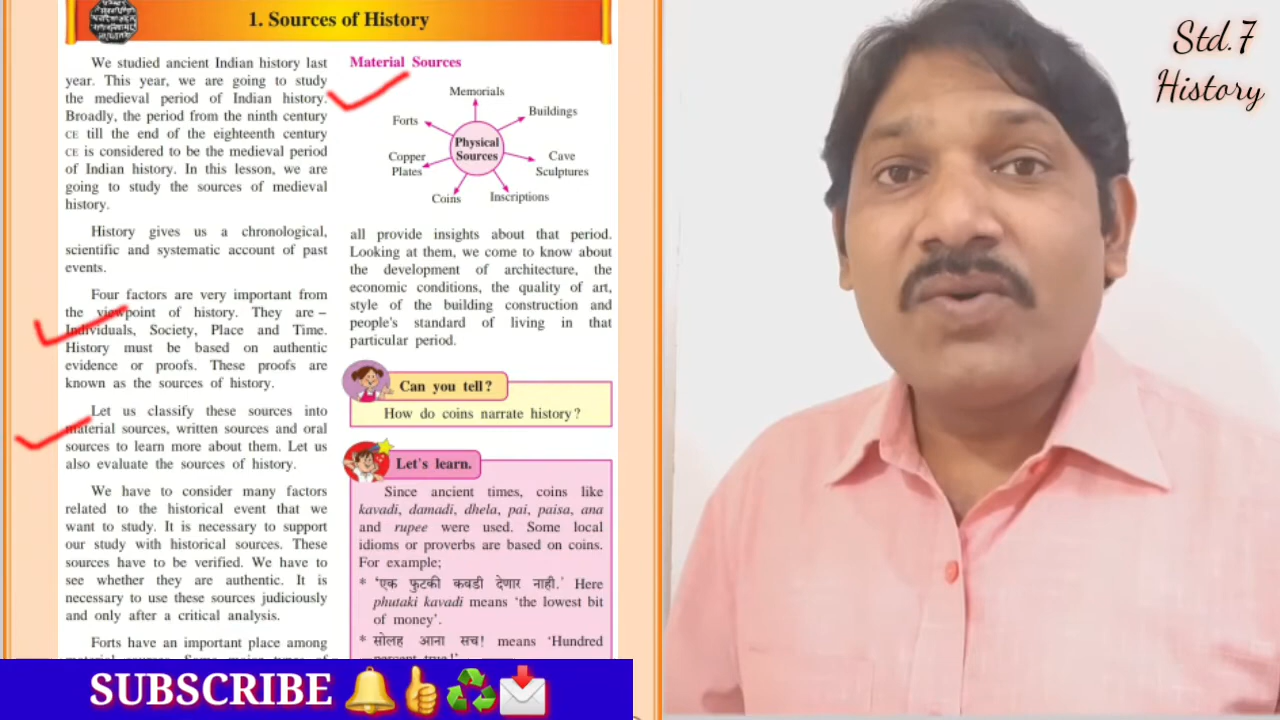 1. Sources of History
We studied ancient Indian history last
year. This year, we are going to study
the medieval period of Indian history.
Broadly, the period from the ninth century
CE till the end of the eighteenth century
CE is considered to be the medieval period
of Indian history. In this lesson, we are
going to study the sources of medieval
history.
History gives us a chronological,
scientific and systematic account of past
events.
Four factors are very important from
the viewpoint of history. They are –
Individuals, Society, Place and Time.
History must be based on authentic
evidence or proofs. These proofs are
known as the sources of history.
Let us classify these sources into
material sources, written sources and oral
sources to learn more about them. Let us
also evaluate the sources of history.
We have to consider many factors
related to the historical event that we
want to study. It is necessary to support
our study with historical sources. These
sources have to be verified. We have to
see whether they are authentic. It is
necessary to use these sources judiciously
and only after a critical analysis.
Forts have an important place among
Material Sources
Memorials
Forts
Buildings
Physical
Sources
Copper
Plates
Cave
Sculptures
Coins
Inscriptions
all provide insights about that period.
Looking at them, we come to know about
the development of architecture, the
economic conditions, the quality of art,
style of the building construction and
people's standard of living in that
particular period.
Can you tell?
How do coins narrate history?
Let's learn.
Since ancient times, coins like
kavadi, damadi, dhela, pai, paisa, ana
and rupee were used. Some local
idioms or proverbs are based on coins.
For example;
* ‘एक फुटकी कवडी देणार नाही.’ Here
phutaki kavadi means ‘the lowest bit
of money’.
* सोलह आना सच! means ‘Hundred
percent true!’
Std.7
History
SUBSCRIBE